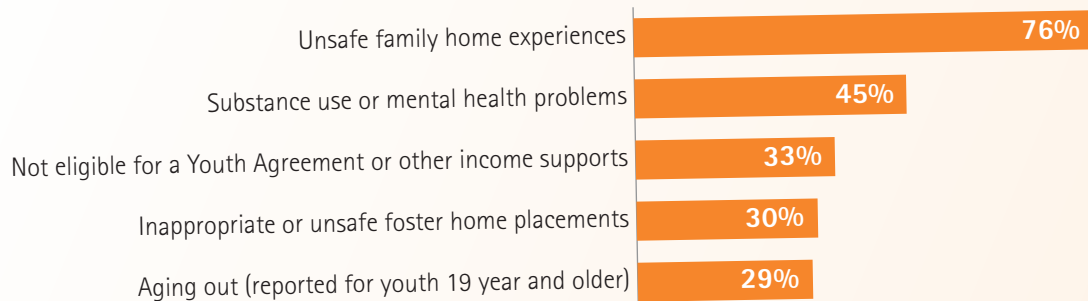 Unsafe family home experiences 76%
Substance use or mental health problems 45%
Not eligible for a Youth Agreement or other income supports 33%
Inappropriate or unsafe foster home placements 30%
Aging out (reported for youth 19 year and older) 29%